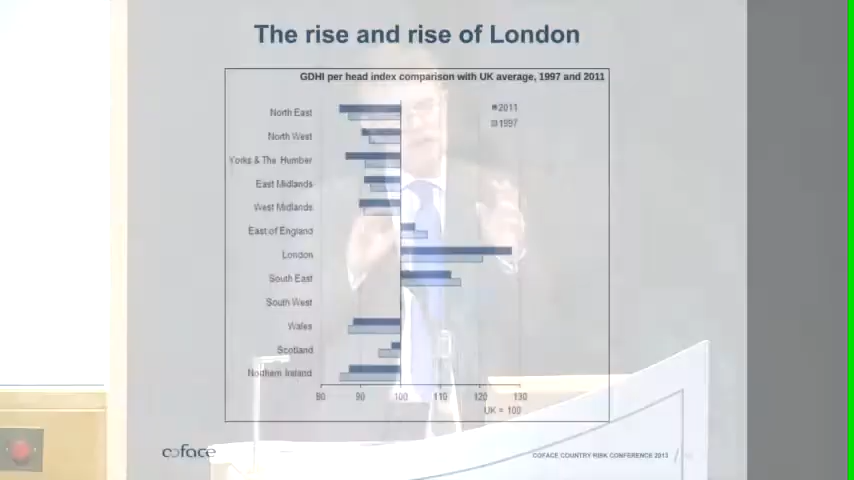 The rise and rise of London
GDHI per head index comparison with UK average, 1997 and 2011
2011
1997
North East
North West
Yorks & The Humber
East Midlands
West Midlands
East of England
London
South East
South West
Wales
Scotland
Northern Ireland
80 90 100 110 120 130
UK = 100
coface
COFACE COUNTRY RISK CONFERENCE 2013